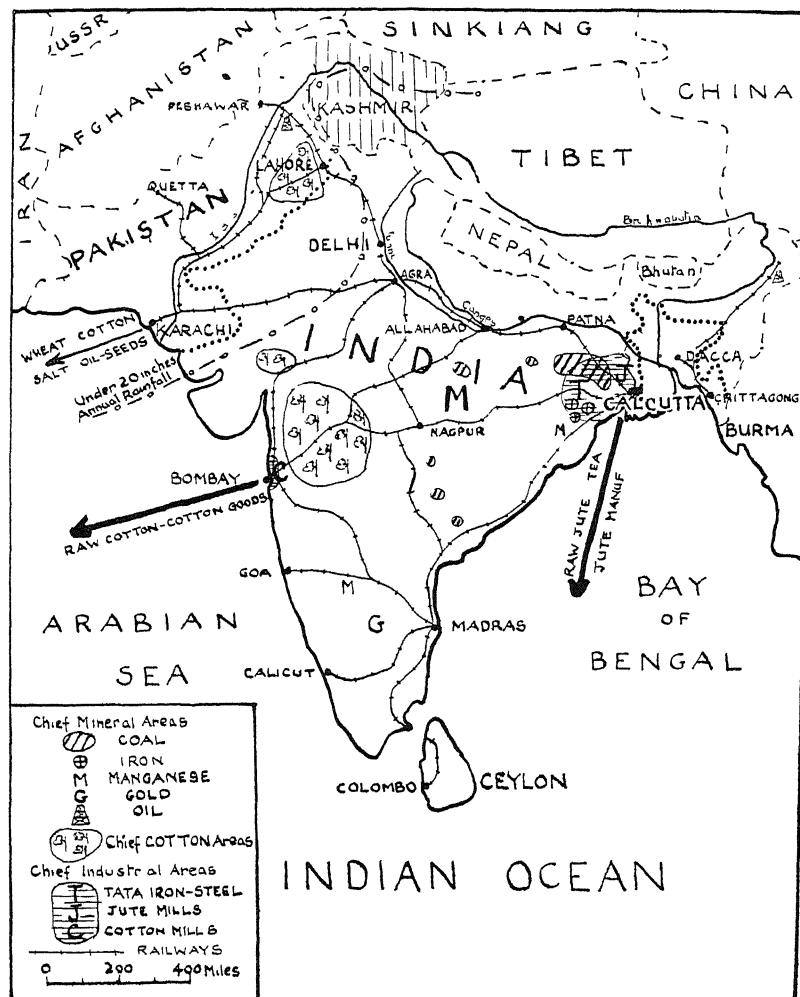 USSR
SINKIANG
AFGHANISTAN
CHINA
IRAN
PESHAWAR
KASHMIR
TIBET
LAHORE
QUETTA
PAKISTAN
DELHI
NEPAL
Brahmaputra
Bhutan
AGRA
Ganges
WHEAT COTTON
SALT OIL-SEEDS
KARACHI
ALLAHABAD
PATNA
Under 20 inches
Annual Rainfall
INDIA
M
DACCA
J
T
CALCUTTA
CHITTAGONG
NAGPUR
M
BURMA
BOMBAY
C
RAW COTTON-COTTON GOODS
RAW JUTE TEA
JUTE MANUF
GOA
M
BAY
OF
BENGAL
ARABIAN
SEA
G
MADRAS
CALICUT
COLOMBO
CEYLON
INDIAN OCEAN
Chief Mineral Areas
COAL
IRON
M MANGANESE
G GOLD
OIL
Chief COTTON Areas
Chief Industral Areas
T TATA IRON-STEEL
J JUTE MILLS
C COTTON MILLS
RAILWAYS
0 200 400 Miles